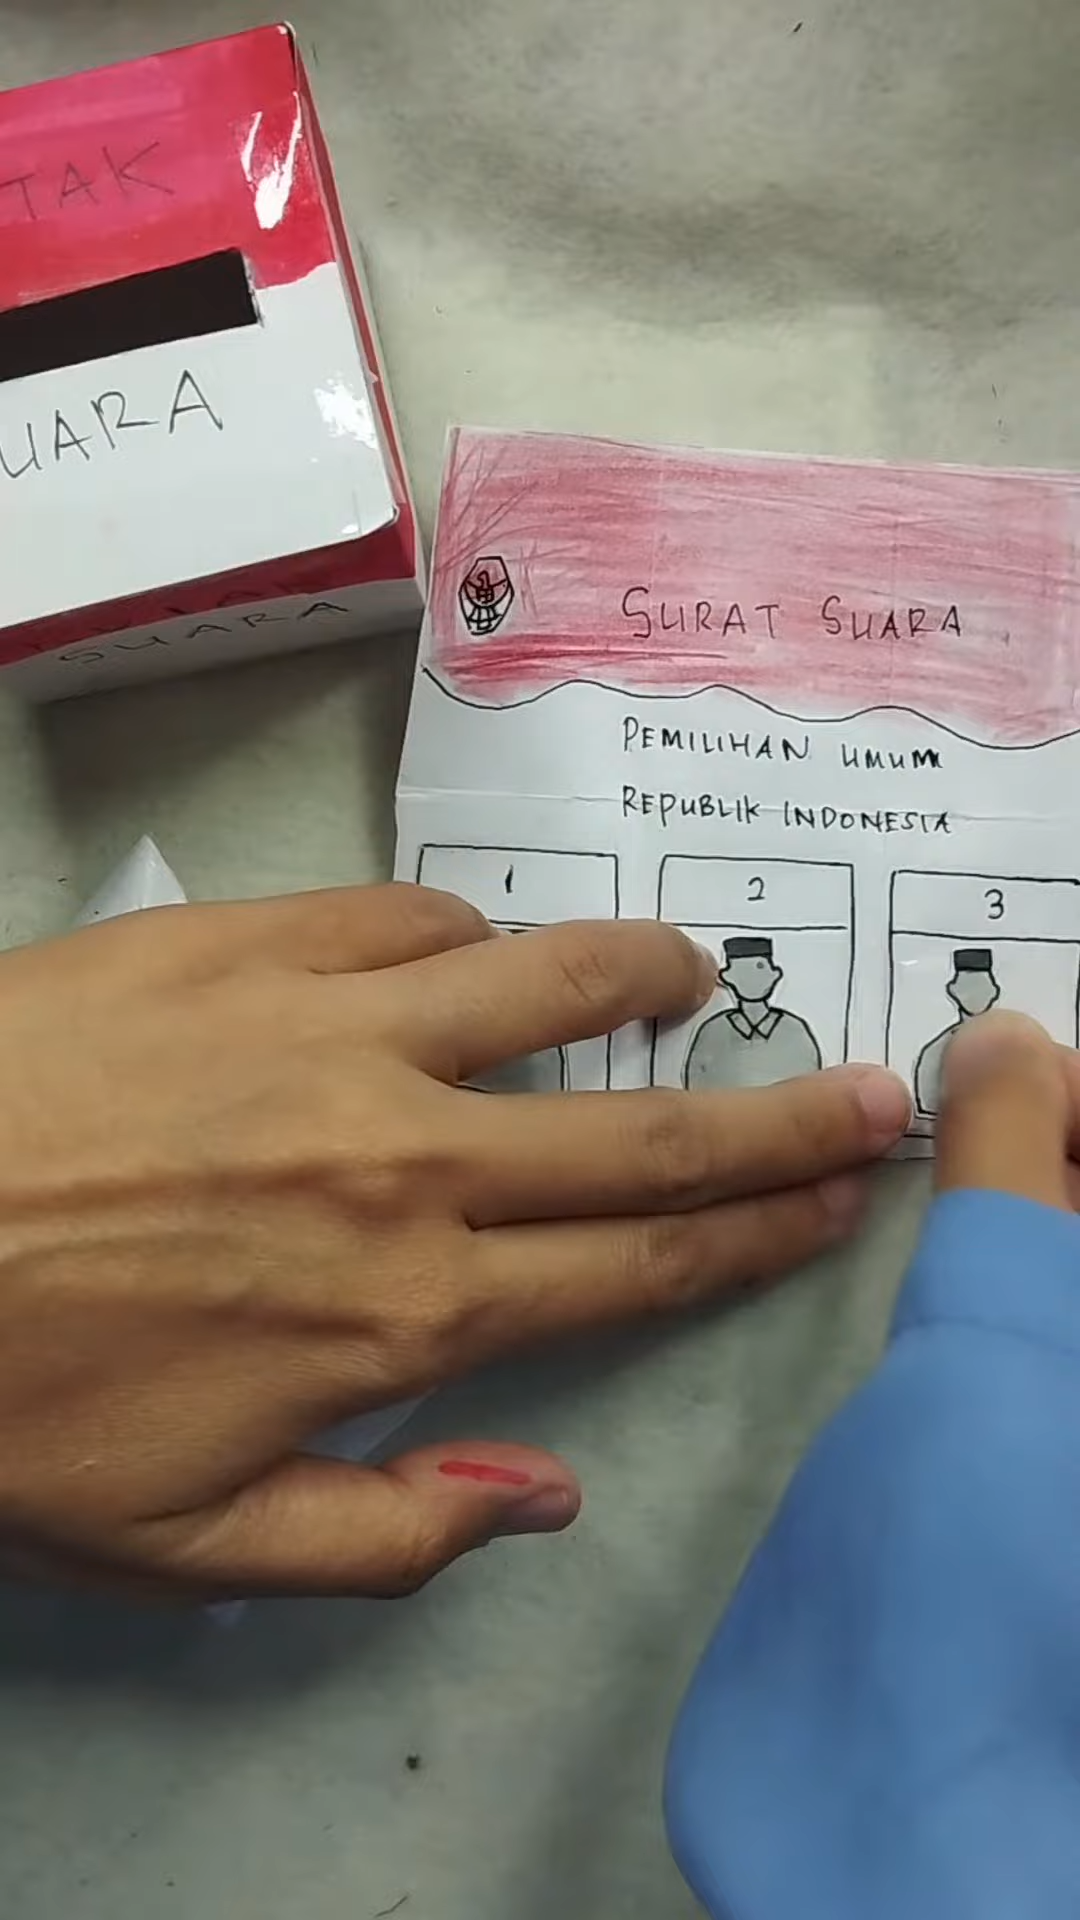 TAK
UARA
SUARA
SURAT SUARA
PEMILIHAN UMUM
REPUBLIK INDONESIA
1
2
3